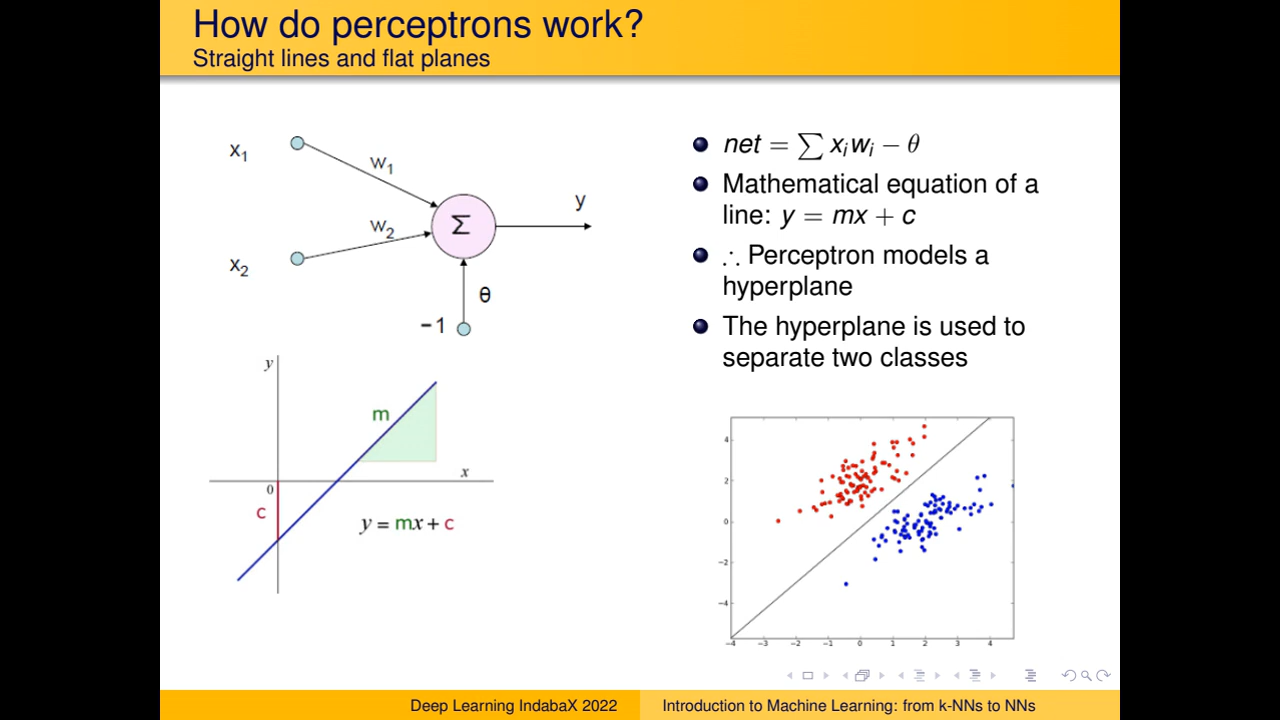 How do perceptrons work?
Straight lines and flat planes
x₁
w₁
w₂
x₂
Σ
y
θ
−1
net = ∑ xᵢwᵢ − θ
Mathematical equation of a
line: y = mx + c
∴ Perceptron models a
hyperplane
The hyperplane is used to
separate two classes
y
m
x
0
c
y = mx + c
4
2
0
−2
−4
−4 −3 −2 −1 0 1 2 3 4
Deep Learning IndabaX 2022
Introduction to Machine Learning: from k-NNs to NNs